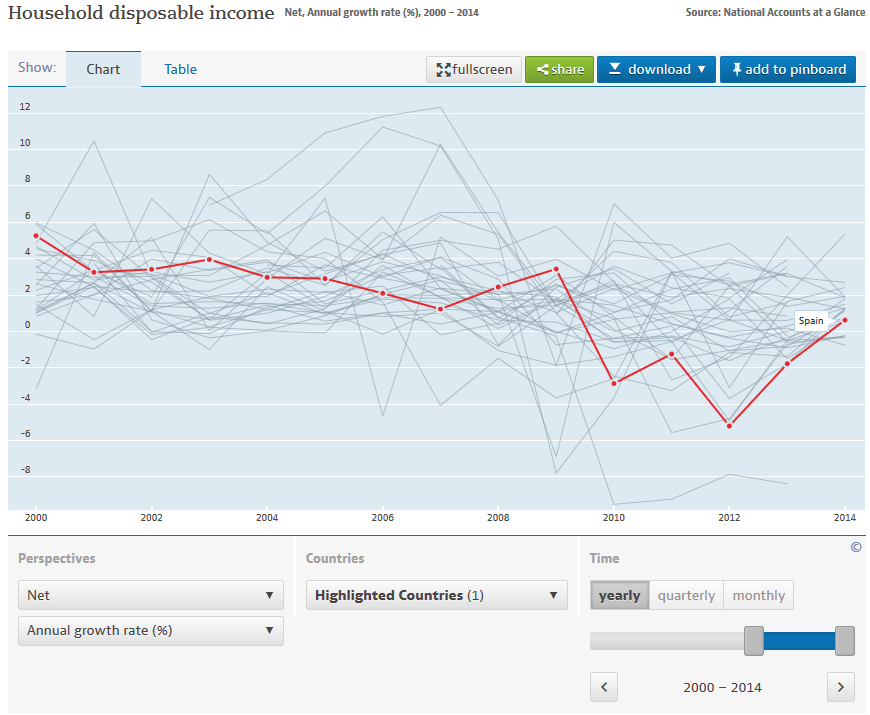 Household disposable income Net, Annual growth rate (%), 2000 – 2014 Source: National Accounts at a Glance
Show: Chart Table fullscreen share download add to pinboard
12
10
8
6
4
2
0
Spain
-2
-4
-6
-8
2000 2002 2004 2006 2008 2010 2012 2014
©
Perspectives Countries Time
Net Highlighted Countries (1) yearly quarterly monthly
Annual growth rate (%)
2000 – 2014